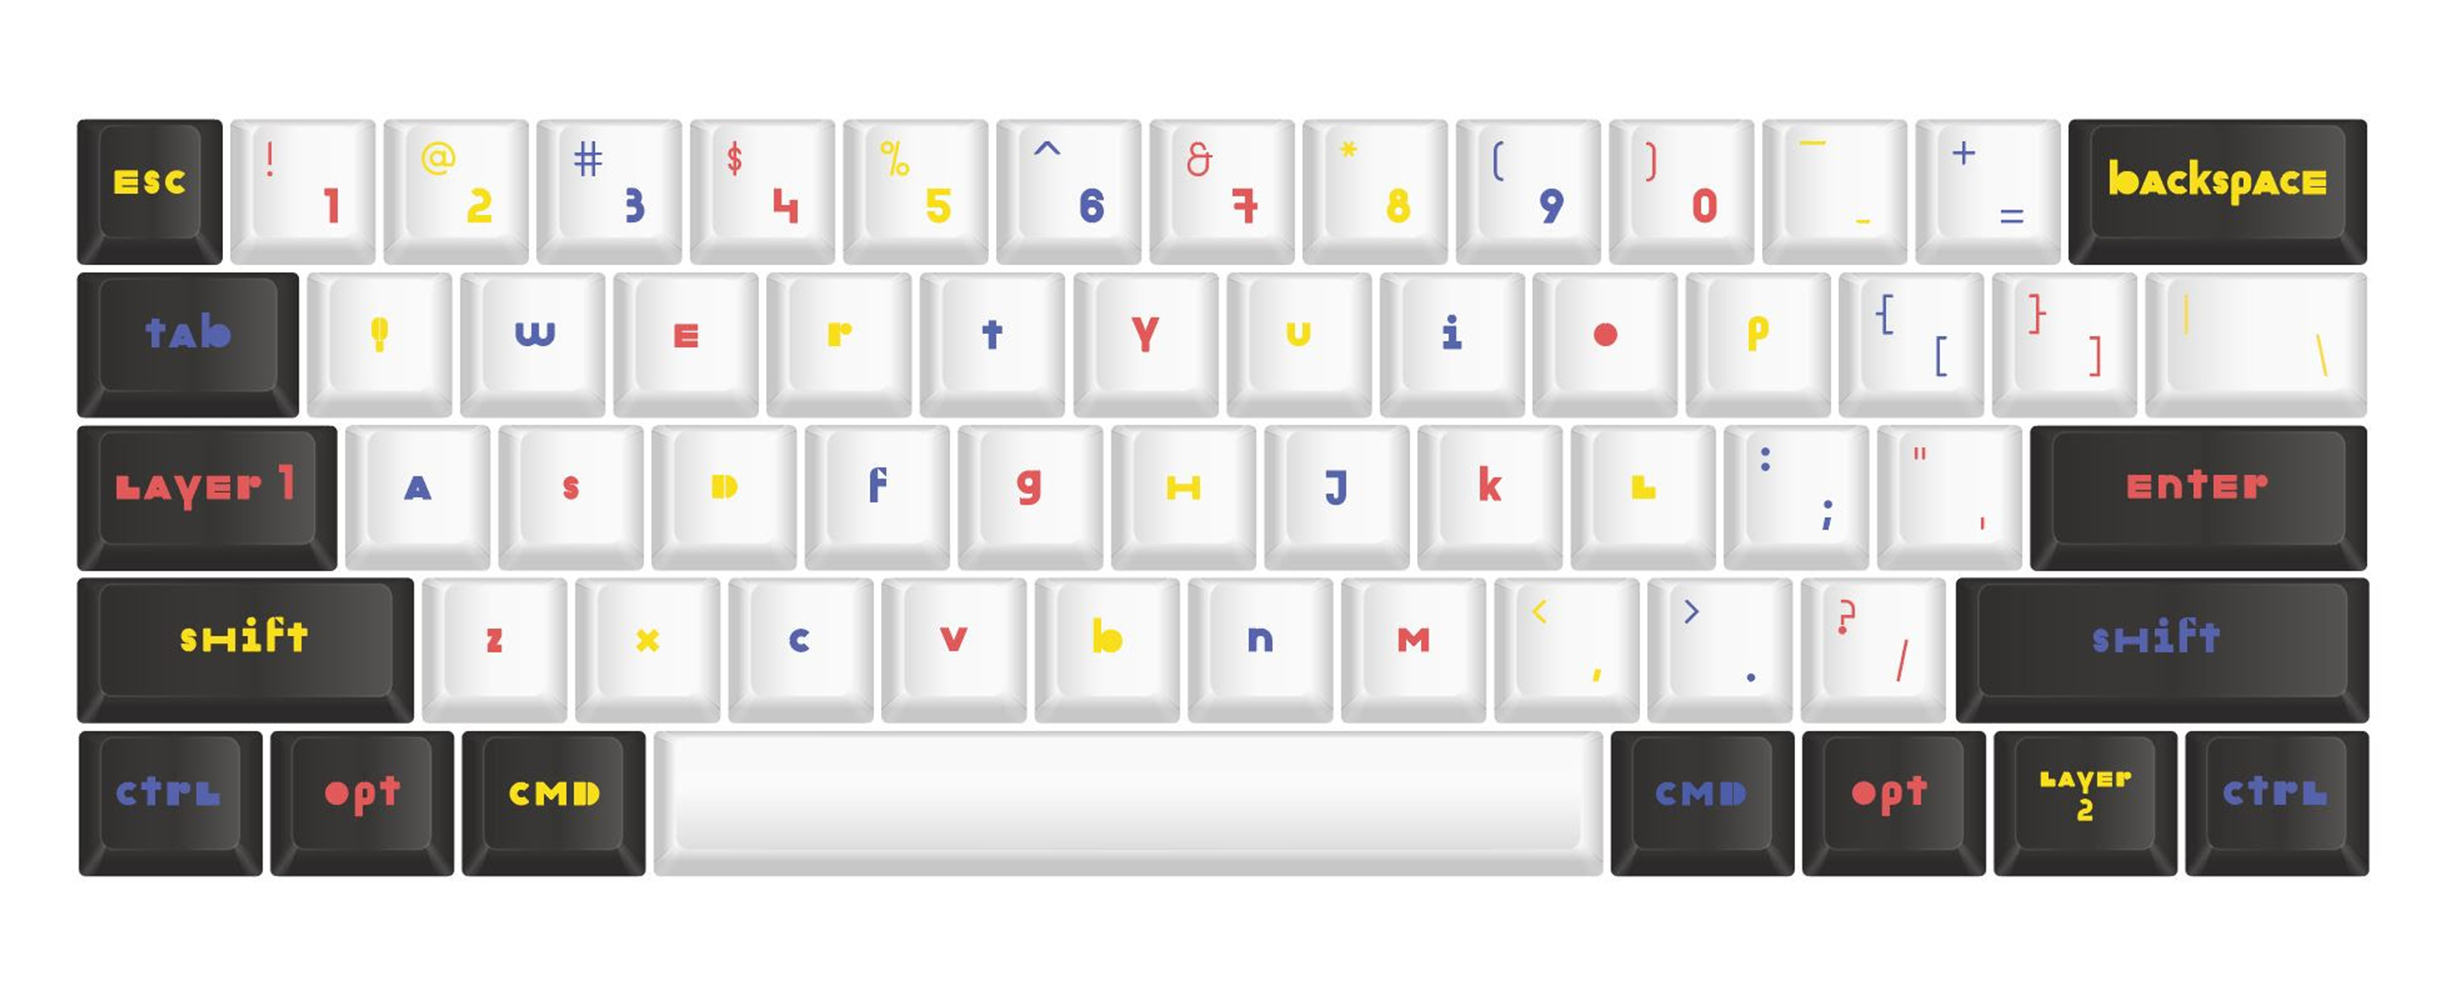 ESC ! 1 @ 2 # 3 $ 4 % 5 ^ 6 & 7 * 8 ( 9 ) 0 — - + = bAckspACE
tAb q w E r t y u i o p { [ } ] | \
LAyEr 1 A s D f g H J k L : ; " ' EntEr
sHift z x c v b n M < , > . ? / sHift
ctrL opt CMD CMD opt LAyEr 2 ctrL